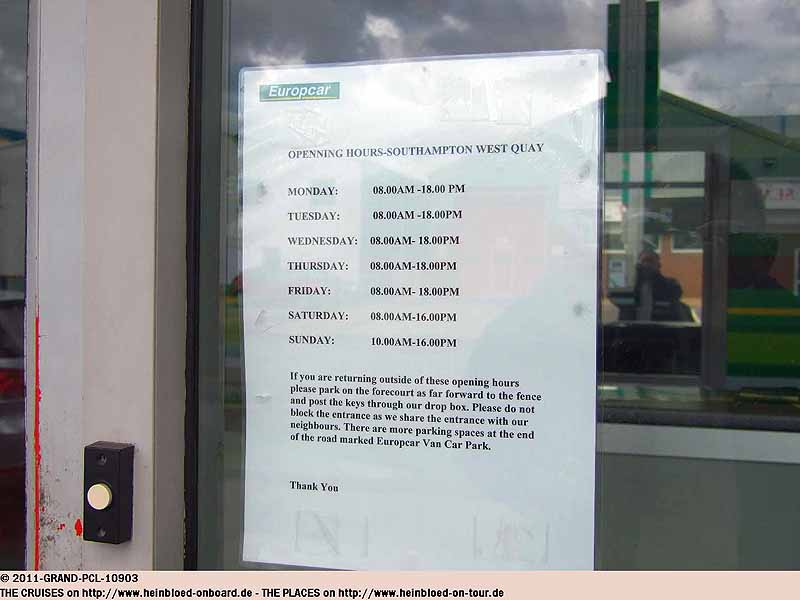 Europcar
OPENNING HOURS-SOUTHAMPTON WEST QUAY
MONDAY: 08.00AM -18.00 PM
TUESDAY: 08.00AM -18.00PM
WEDNESDAY: 08.00AM- 18.00PM
THURSDAY: 08.00AM-18.00PM
FRIDAY: 08.00AM- 18.00PM
SATURDAY: 08.00AM-16.00PM
SUNDAY: 10.00AM-16.00PM
If you are returning outside of these opening hours
please park on the forecourt as far forward to the fence
and post the keys through our drop box. Please do not
block the entrance as we share the entrance with our
neighbours. There are more parking spaces at the end
of the road marked Europcar Van Car Park.
Thank You
© 2011-GRAND-PCL-10903
THE CRUISES on http://www.heinbloed-onboard.de - THE PLACES on http://www.heinbloed-on-tour.de